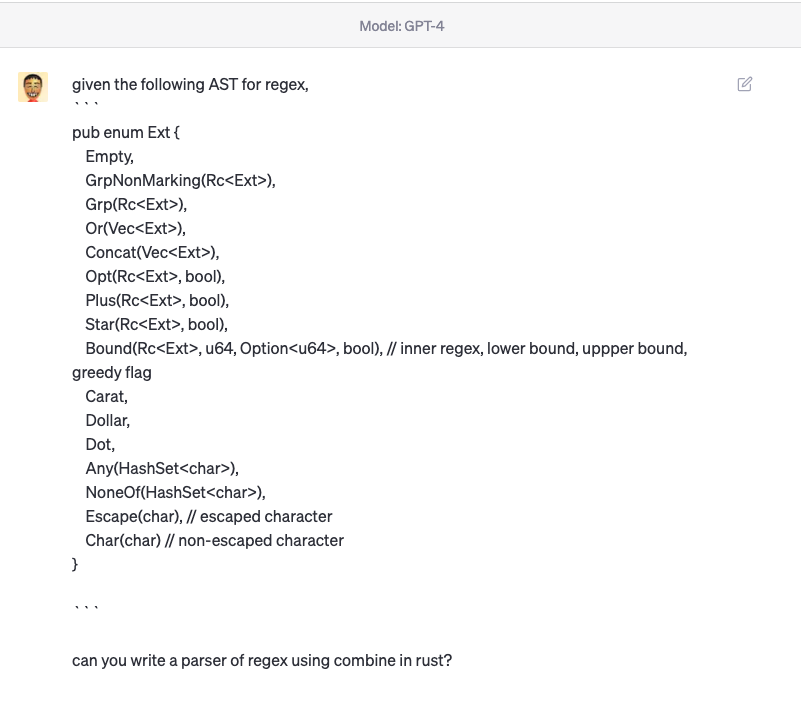 Model: GPT-4
given the following AST for regex,
```
pub enum Ext {
Empty,
GrpNonMarking(Rc<Ext>),
Grp(Rc<Ext>),
Or(Vec<Ext>),
Concat(Vec<Ext>),
Opt(Rc<Ext>, bool),
Plus(Rc<Ext>, bool),
Star(Rc<Ext>, bool),
Bound(Rc<Ext>, u64, Option<u64>, bool), // inner regex, lower bound, uppper bound,
greedy flag
Carat,
Dollar,
Dot,
Any(HashSet<char>),
NoneOf(HashSet<char>),
Escape(char), // escaped character
Char(char) // non-escaped character
}
```
can you write a parser of regex using combine in rust?